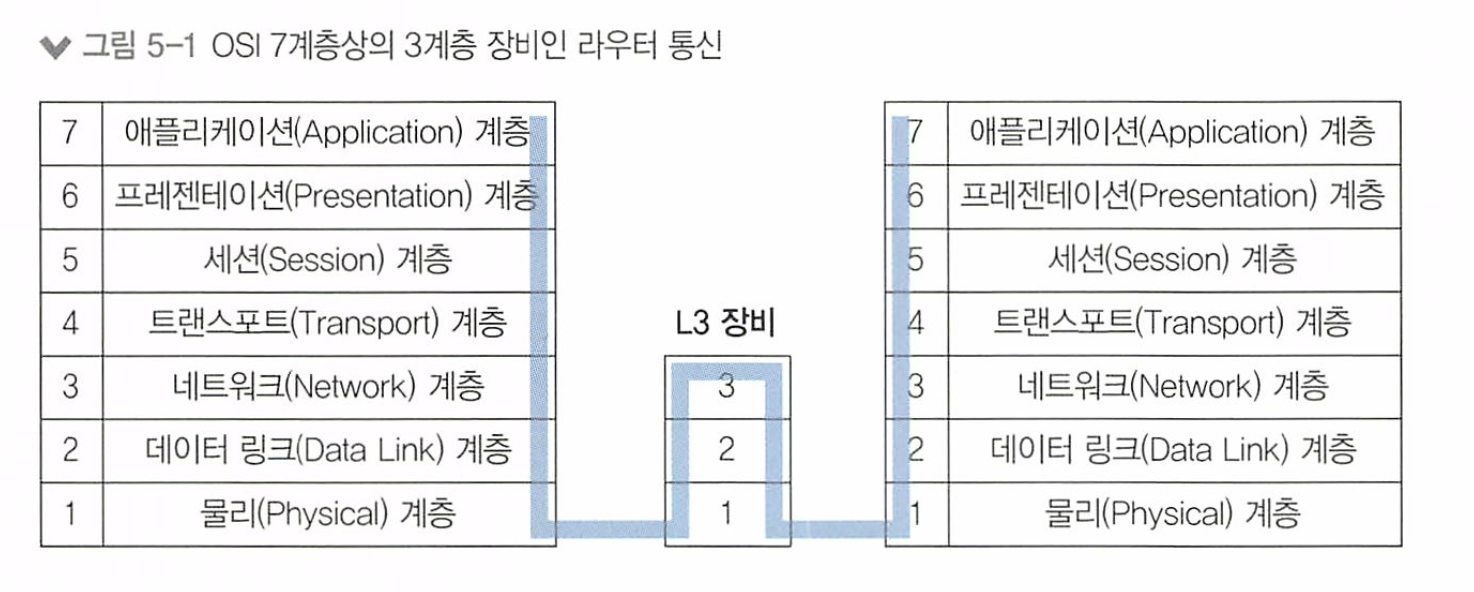 그림 5-1 OSI 7계층상의 3계층 장비인 라우터 통신
7 애플리케이션(Application) 계층
6 프레젠테이션(Presentation) 계층
5 세션(Session) 계층
4 트랜스포트(Transport) 계층
3 네트워크(Network) 계층
2 데이터 링크(Data Link) 계층
1 물리(Physical) 계층
L3 장비
3
2
1
7 애플리케이션(Application) 계층
6 프레젠테이션(Presentation) 계층
5 세션(Session) 계층
4 트랜스포트(Transport) 계층
3 네트워크(Network) 계층
2 데이터 링크(Data Link) 계층
1 물리(Physical) 계층